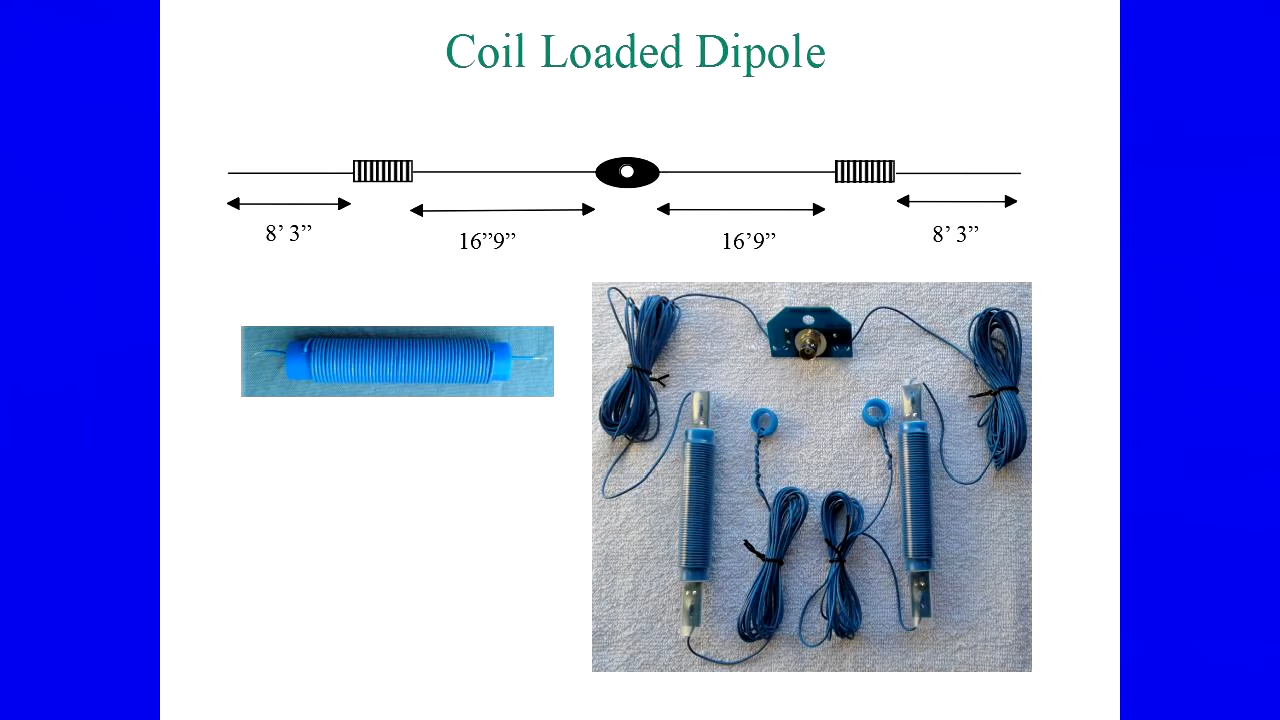 Coil Loaded Dipole
8’ 3”
16”9”
16’9”
8’ 3”